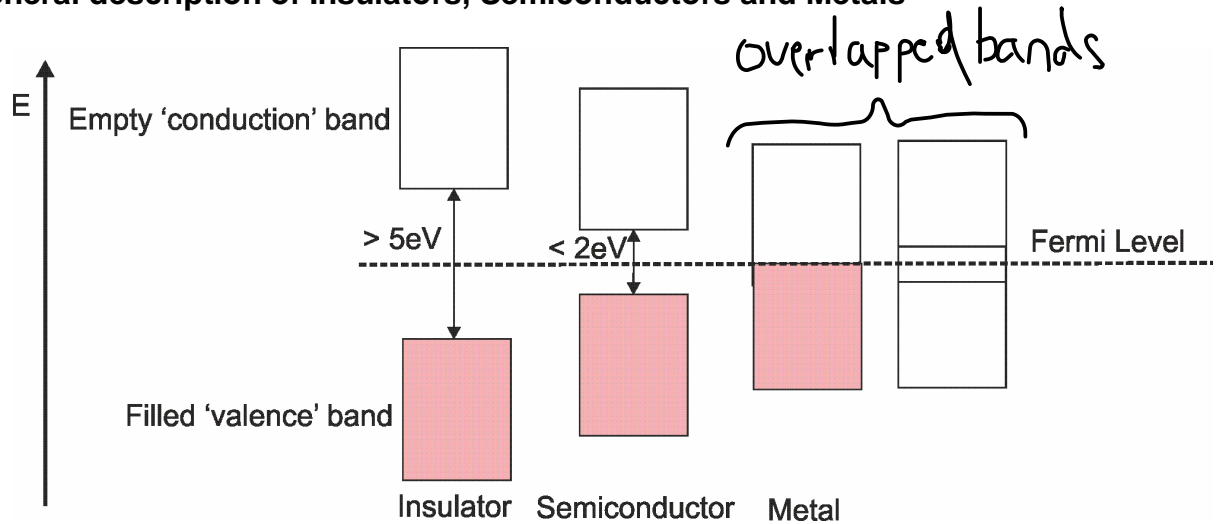 General description of Insulators, Semiconductors and Metals
overlapped bands
E
Empty ‘conduction’ band
> 5eV
< 2eV
Fermi Level
Filled ‘valence’ band
Insulator
Semiconductor
Metal